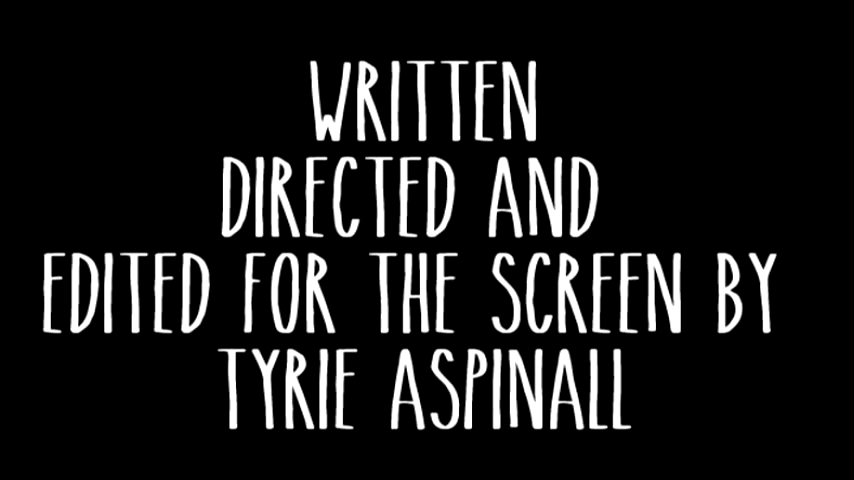 WRITTEN
DIRECTED AND
EDITED FOR THE SCREEN BY
TYRIE ASPINALL